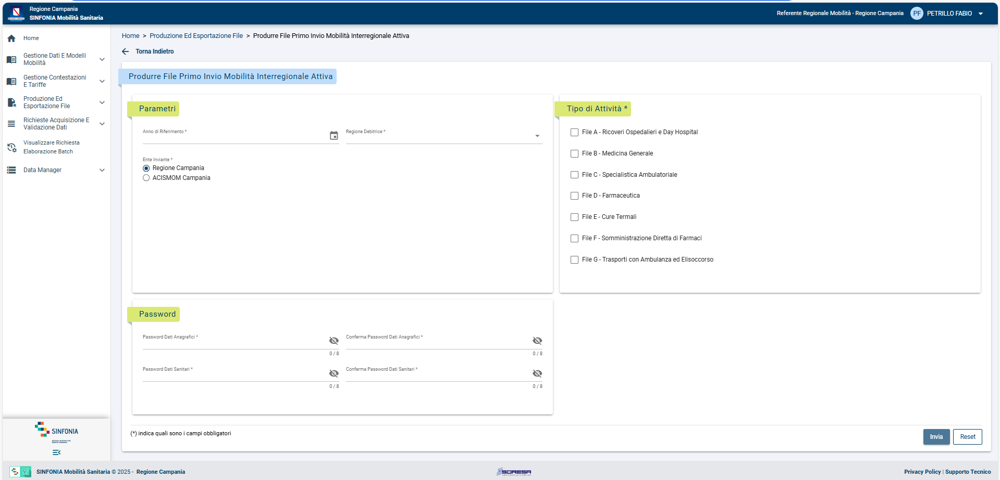 Regione Campania
SINFONIA Mobilità Sanitaria
Referente Regionale Mobilità - Regione Campania
PF
PETRILLO FABIO
Home
Gestione Dati E Modelli
Mobilità
Gestione Contestazioni
E Tariffe
Produzione Ed
Esportazione File
Richieste Acquisizione E
Validazione Dati
Visualizzare Richiesta
Elaborazione Batch
Data Manager
Home > Produzione Ed Esportazione File > Produrre File Primo Invio Mobilità Interregionale Attiva
Torna Indietro
Produrre File Primo Invio Mobilità Interregionale Attiva
Parametri
Anno di Riferimento *
Regione Debitrice *
Ente Inviante *
Regione Campania
ACISMOM Campania
Tipo di Attività *
File A - Ricoveri Ospedalieri e Day Hospital
File B - Medicina Generale
File C - Specialistica Ambulatoriale
File D - Farmaceutica
File E - Cure Termali
File F - Somministrazione Diretta di Farmaci
File G - Trasporti con Ambulanza ed Elisoccorso
Password
Password Dati Anagrafici *
0 / 8
Conferma Password Dati Anagrafici *
0 / 8
Password Dati Sanitari *
0 / 8
Conferma Password Dati Sanitari *
0 / 8
(*) indica quali sono i campi obbligatori
Invia
Reset
SINFONIA
SINFONIA Mobilità Sanitaria © 2025 - Regione Campania
SORESA
Privacy Policy | Supporto Tecnico